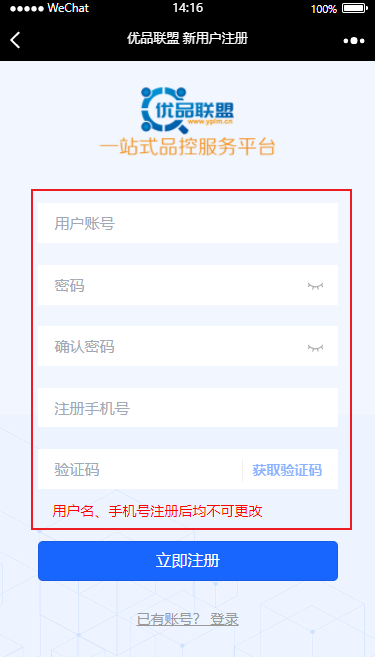 WeChat 14:16 100%
优品联盟 新用户注册
优品联盟
www.yplm.cn
一站式品控服务平台
用户账号
密码
确认密码
注册手机号
验证码 获取验证码
用户名、手机号注册后均不可更改
立即注册
已有账号？ 登录